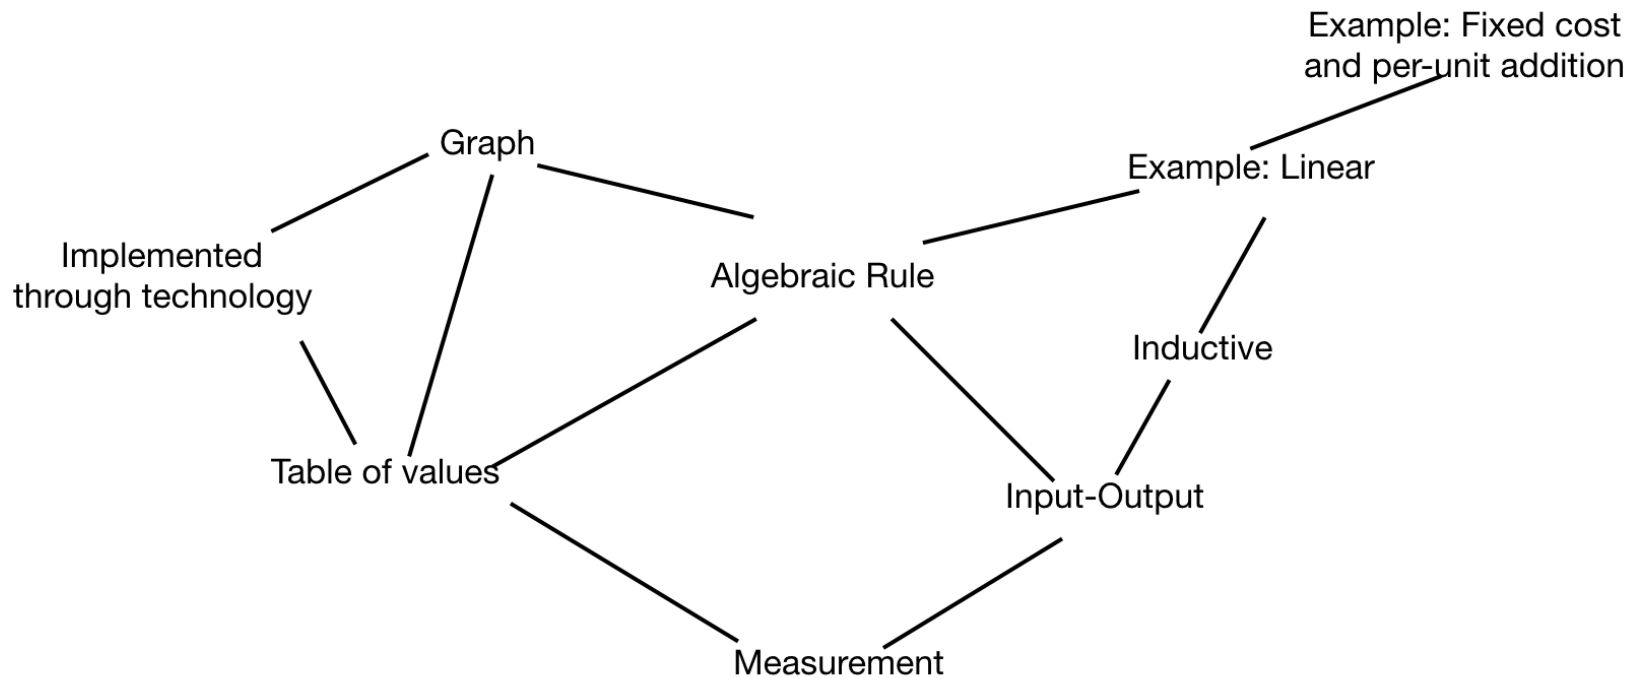 Example: Fixed cost
and per-unit addition
Graph
Example: Linear
Implemented
through technology
Algebraic Rule
Inductive
Table of values
Input-Output
Measurement